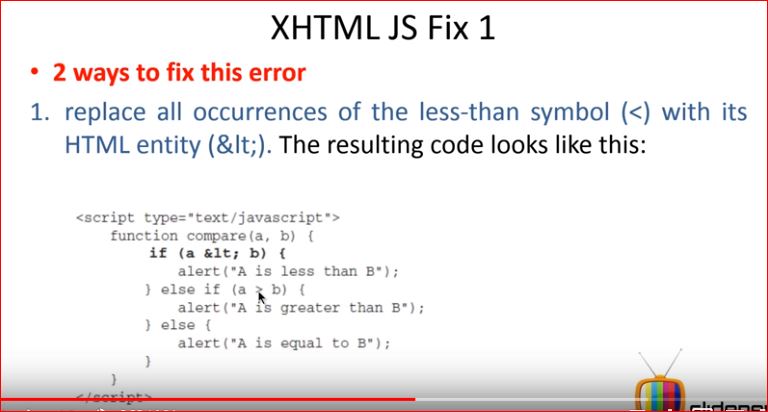 XHTML JS Fix 1
• 2 ways to fix this error
1. replace all occurrences of the less-than symbol (<) with its
HTML entity (&lt;). The resulting code looks like this:
<script type="text/javascript">
function compare(a, b) {
if (a &lt; b) {
alert("A is less than B");
} else if (a > b) {
alert("A is greater than B");
} else {
alert("A is equal to B");
}
}
</script>